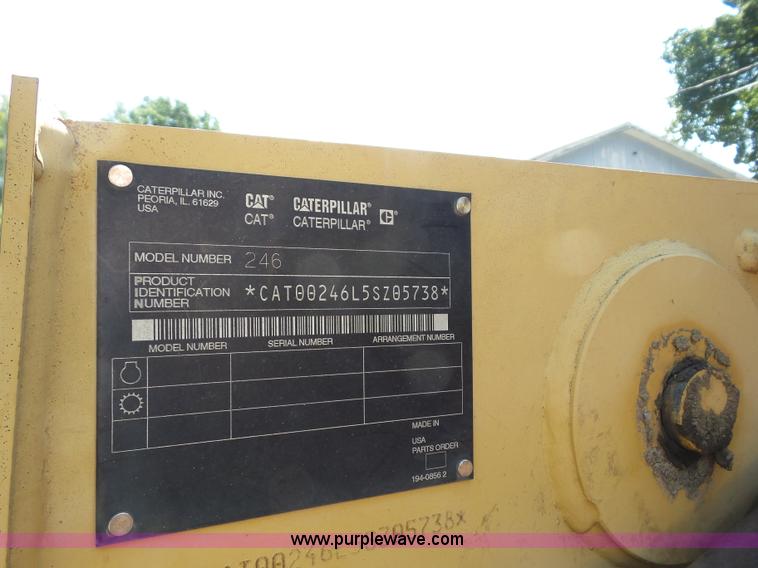 CATERPILLAR INC.
PEORIA, IL. 61629
USA
CAT® CATERPILLAR®
CAT® CATERPILLAR® C®
MODEL NUMBER 246
PRODUCT
IDENTIFICATION
NUMBER *CAT00246L5SZ05738*
MODEL NUMBER SERIAL NUMBER ARRANGEMENT NUMBER
MADE IN
USA
PARTS ORDER
194-0856 2
www.purplewave.com